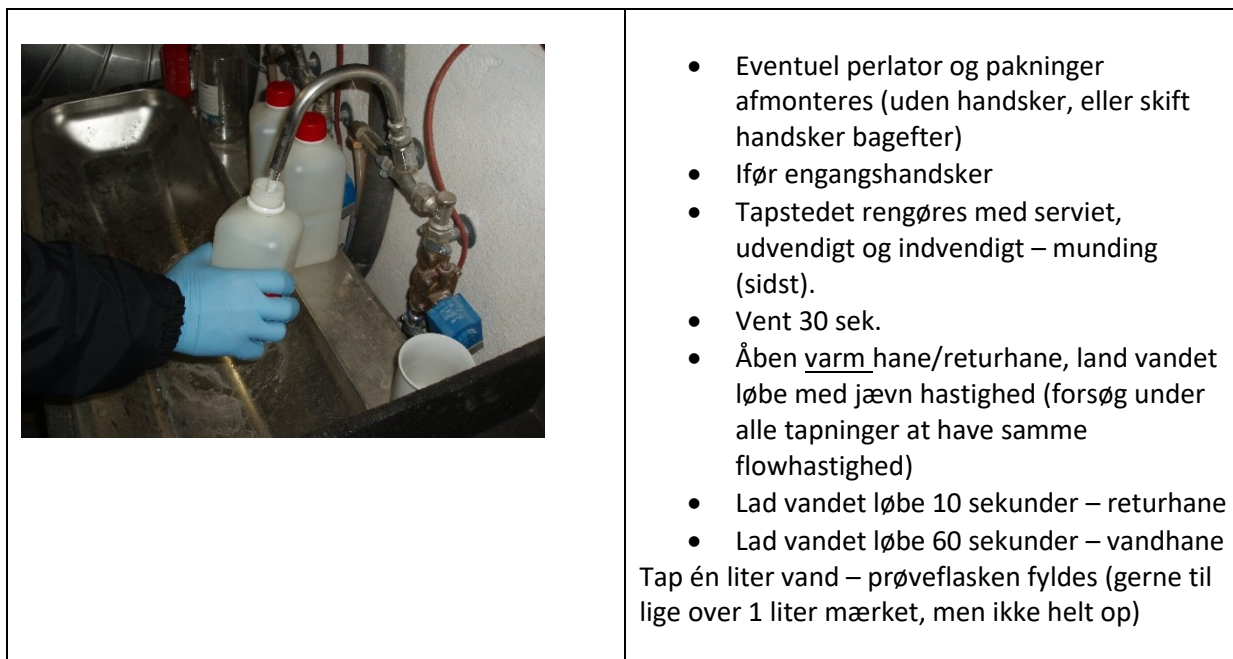 • Eventuel perlator og pakninger
afmonteres (uden handsker, eller skift
handsker bagefter)
• Ifør engangshandsker
• Tapstedet rengøres med serviet,
udvendigt og indvendigt – munding
(sidst).
• Vent 30 sek.
• Åben varm hane/returhane, land vandet
løbe med jævn hastighed (forsøg under
alle tapninger at have samme
flowhastighed)
• Lad vandet løbe 10 sekunder – returhane
• Lad vandet løbe 60 sekunder – vandhane
Tap én liter vand – prøveflasken fyldes (gerne til
lige over 1 liter mærket, men ikke helt op)